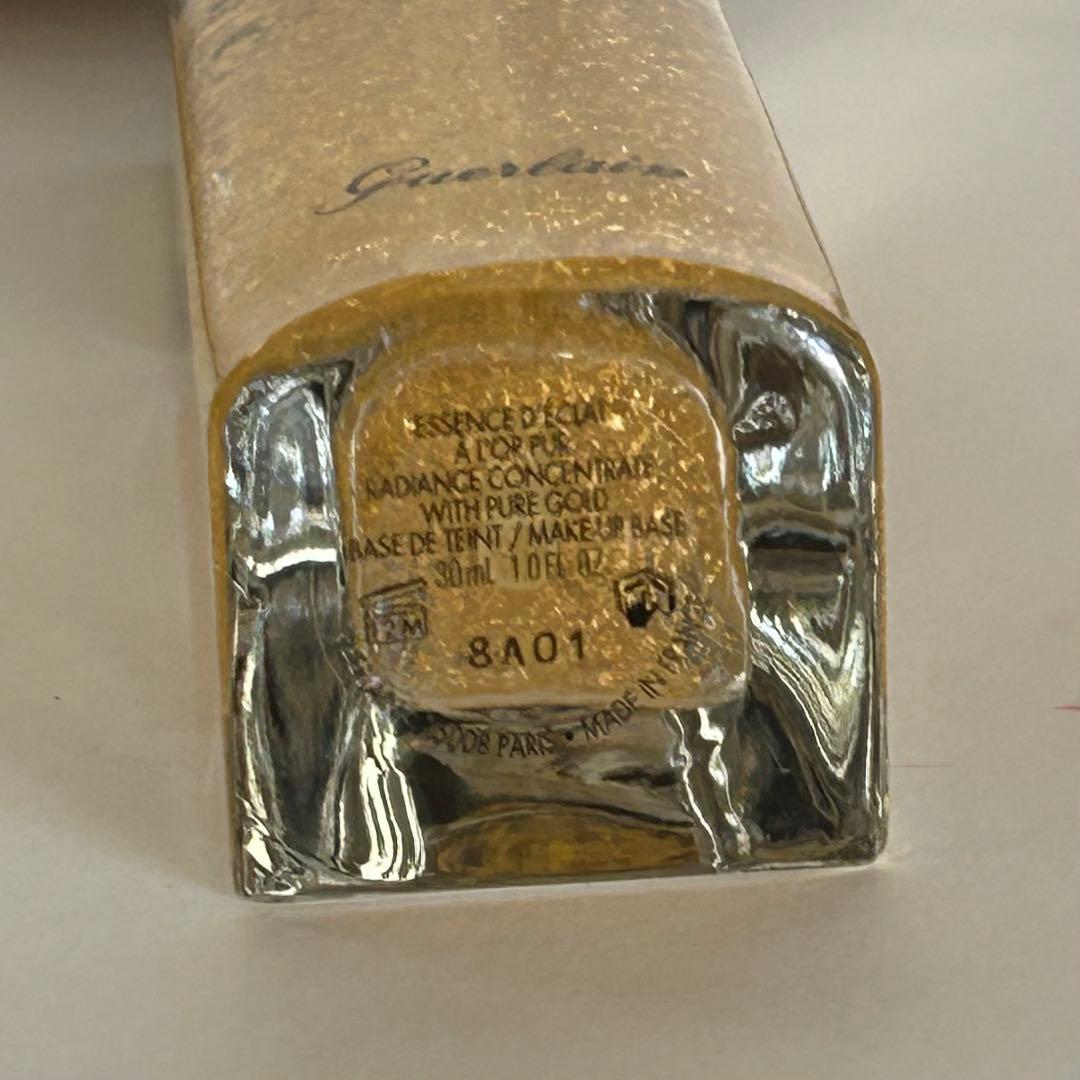 Guerlain
ESSENCE D'ÉCLAT
À L'OR PUR
RADIANCE CONCENTRATE
WITH PURE GOLD
BASE DE TEINT / MAKE-UP BASE
30mL 1.0 FL OZ
12M
8A01
PARIS • MADE IN FRANCE